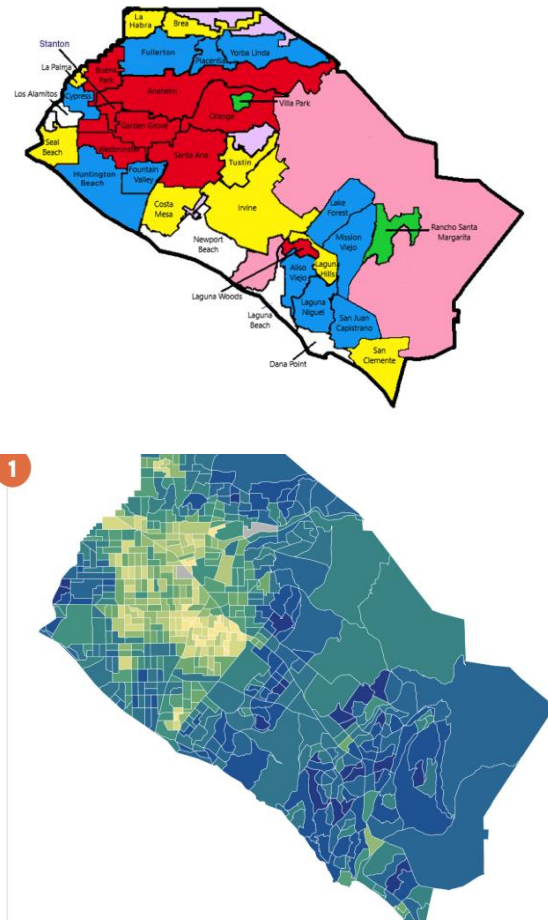 La
Habra
Brea
Stanton
Fullerton
Placentia
Yorba Linda
La Palma
Buena
Park
Los Alamitos
Cypress
Anaheim
Orange
Villa Park
Garden Grove
Seal
Beach
Westminster
Santa Ana
Tustin
Huntington
Beach
Fountain
Valley
Costa
Mesa
Irvine
Lake
Forest
Newport
Beach
Mission
Viejo
Rancho Santa
Margarita
Laguna Woods
Aliso
Viejo
Laguna
Hills
Laguna
Beach
Laguna
Niguel
San Juan
Capistrano
Dana Point
San
Clemente
1